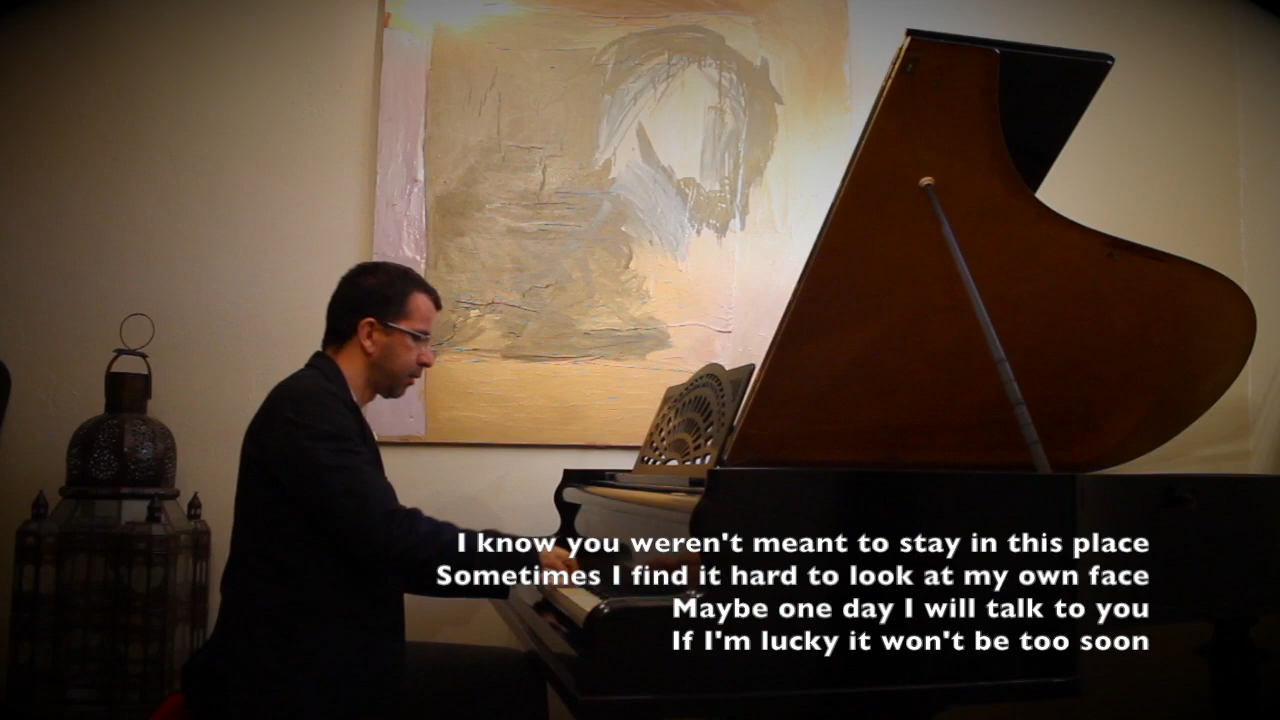 I know you weren't meant to stay in this place
Sometimes I find it hard to look at my own face
Maybe one day I will talk to you
If I'm lucky it won't be too soon